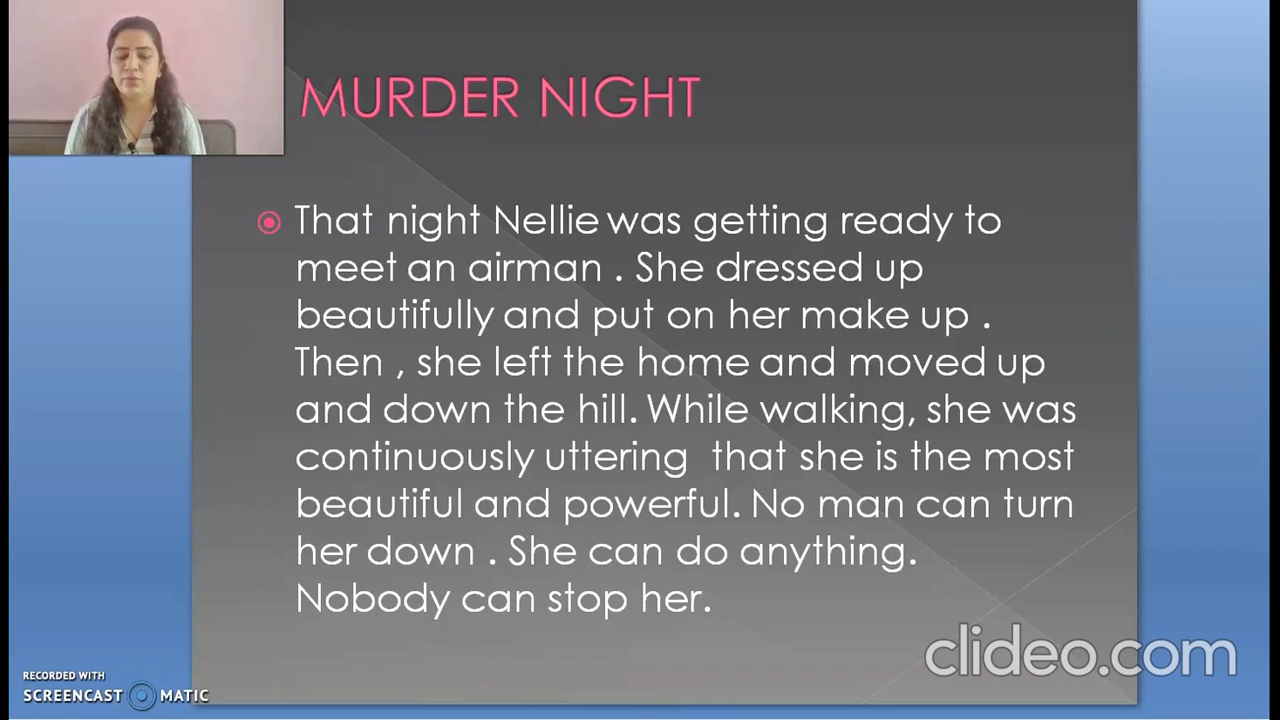 MURDER NIGHT
That night Nellie was getting ready to
meet an airman . She dressed up
beautifully and put on her make up .
Then , she left the home and moved up
and down the hill. While walking, she was
continuously uttering  that she is the most
beautiful and powerful. No man can turn
her down . She can do anything.
Nobody can stop her.
clideo.com
RECORDED WITH
SCREENCAST MATIC